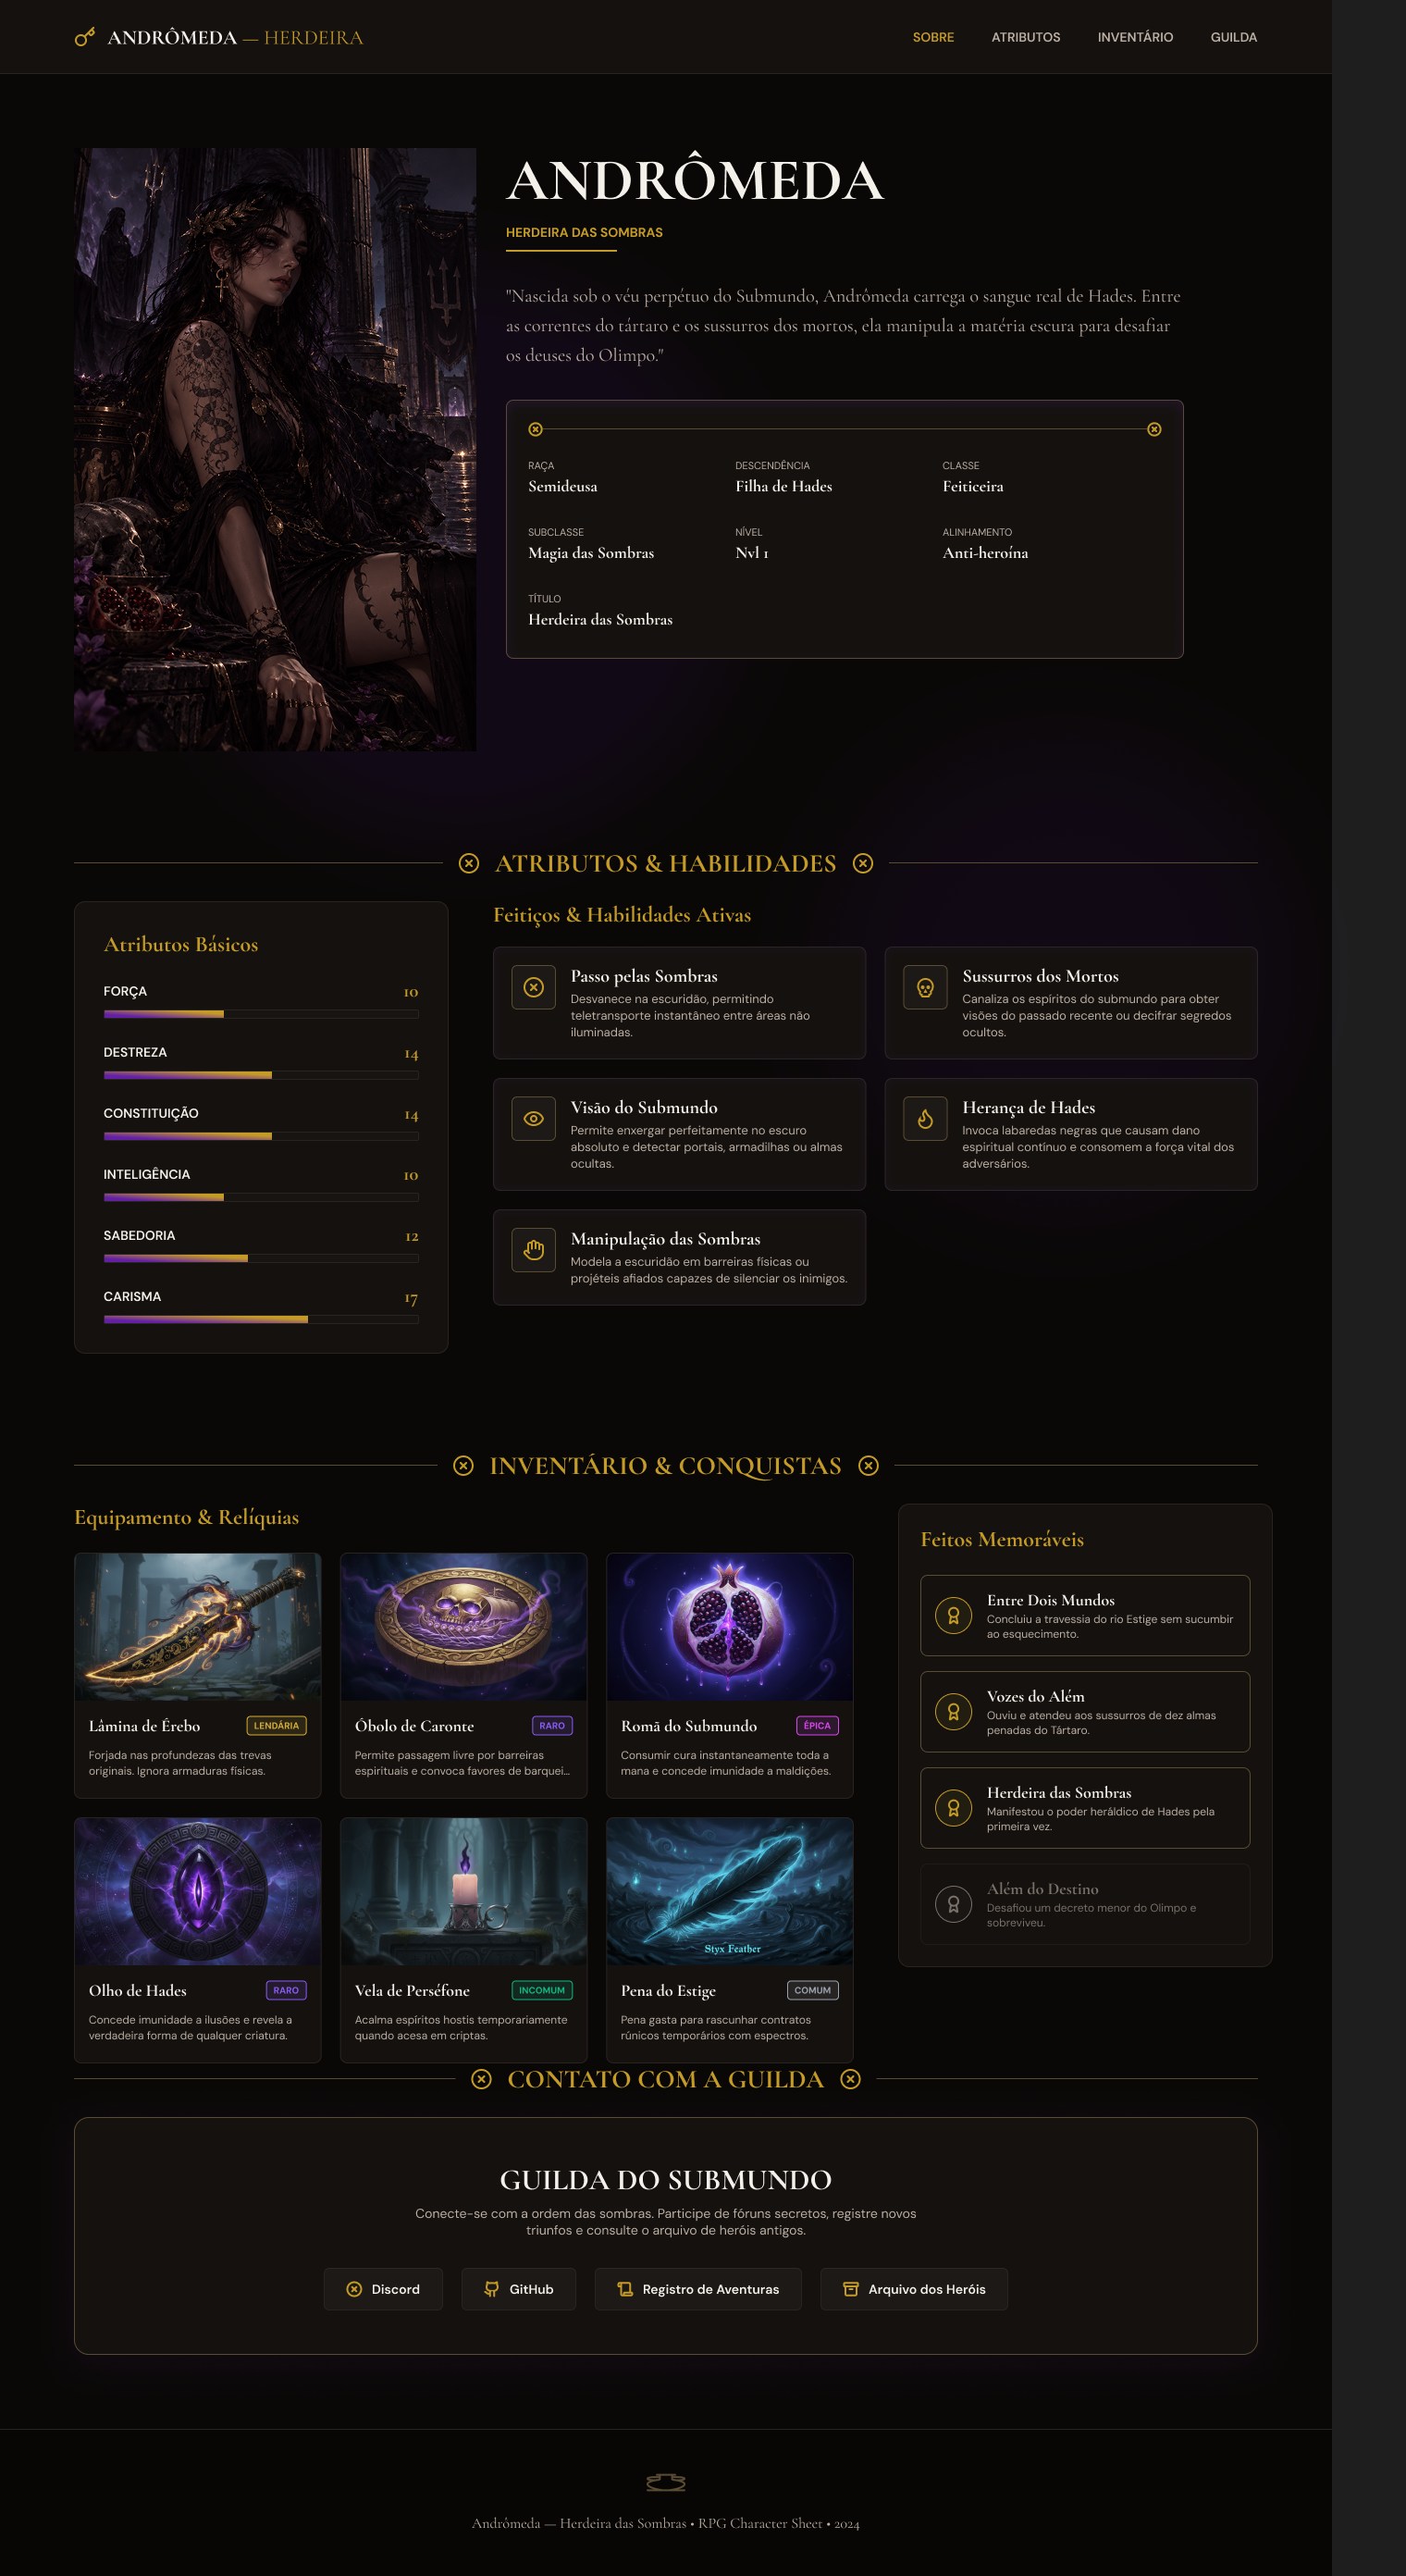 ANDRÔMEDA — HERDEIRA
SOBRE
ATRIBUTOS
INVENTÁRIO
GUILDA
ANDRÔMEDA
HERDEIRA DAS SOMBRAS
"Nascida sob o véu perpétuo do Submundo, Andrômeda carrega o sangue real de Hades. Entre
as correntes do tártaro e os sussurros dos mortos, ela manipula a matéria escura para desafiar
os deuses do Olimpo."
RAÇA
Semideusa
DESCENDÊNCIA
Filha de Hades
CLASSE
Feiticeira
SUBCLASSE
Magia das Sombras
NÍVEL
Nvl 1
ALINHAMENTO
Anti-heroína
TÍTULO
Herdeira das Sombras
ATRIBUTOS & HABILIDADES
Atributos Básicos
FORÇA 10
DESTREZA 14
CONSTITUIÇÃO 14
INTELIGÊNCIA 10
SABEDORIA 12
CARISMA 17
Feitiços & Habilidades Ativas
Passo pelas Sombras
Desvanece na escuridão, permitindo
teletransporte instantâneo entre áreas não
iluminadas.
Sussurros dos Mortos
Canaliza os espíritos do submundo para obter
visões do passado recente ou decifrar segredos
ocultos.
Visão do Submundo
Permite enxergar perfeitamente no escuro
absoluto e detectar portais, armadilhas ou almas
ocultas.
Herança de Hades
Invoca labaredas negras que causam dano
espiritual contínuo e consomem a força vital dos
adversários.
Manipulação das Sombras
Modela a escuridão em barreiras físicas ou
projéteis afiados capazes de silenciar os inimigos.
INVENTÁRIO & CONQUISTAS
Equipamento & Relíquias
Lâmina de Érebo
LENDÁRIA
Forjada nas profundezas das trevas
originais. Ignora armaduras físicas.
Óbolo de Caronte
RARO
Permite passagem livre por barreiras
espirituais e convoca favores de barquei...
Romã do Submundo
ÉPICA
Consumir cura instantaneamente toda a
mana e concede imunidade a maldições.
Olho de Hades
RARO
Concede imunidade a ilusões e revela a
verdadeira forma de qualquer criatura.
Vela de Perséfone
INCOMUM
Acalma espíritos hostis temporariamente
quando acesa em criptas.
Styx Feather
Pena do Estige
COMUM
Pena gasta para rascunhar contratos
rúnicos temporários com espectros.
Feitos Memoráveis
Entre Dois Mundos
Concluiu a travessia do rio Estige sem sucumbir
ao esquecimento.
Vozes do Além
Ouviu e atendeu aos sussurros de dez almas
penadas do Tártaro.
Herdeira das Sombras
Manifestou o poder heráldico de Hades pela
primeira vez.
Além do Destino
Desafiou um decreto menor do Olimpo e
sobreviveu.
CONTATO COM A GUILDA
GUILDA DO SUBMUNDO
Conecte-se com a ordem das sombras. Participe de fóruns secretos, registre novos
triunfos e consulte o arquivo de heróis antigos.
Discord
GitHub
Registro de Aventuras
Arquivo dos Heróis
Andrômeda — Herdeira das Sombras • RPG Character Sheet • 2024